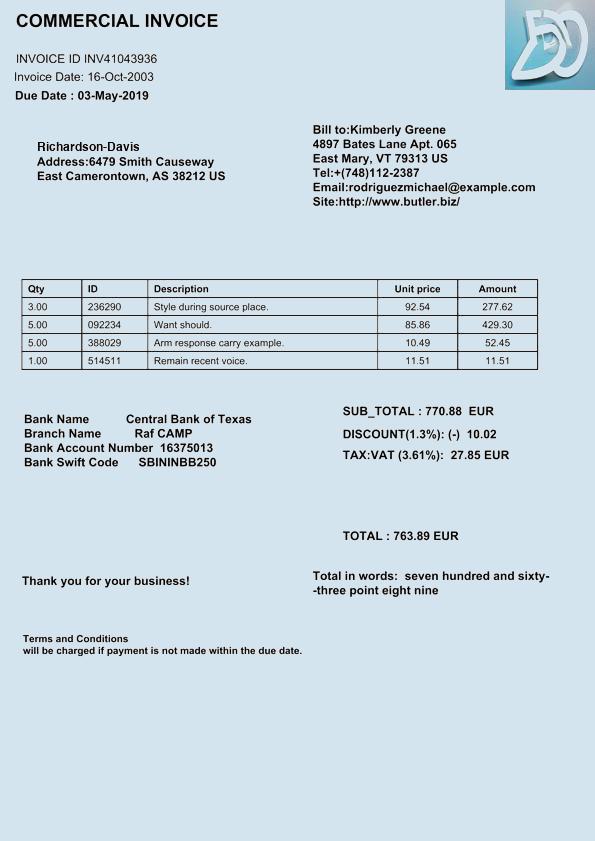 COMMERCIAL INVOICE
INVOICE ID INV41043936
Invoice Date: 16-Oct-2003
Due Date : 03-May-2019
Richardson-Davis
Address:6479 Smith Causeway
East Camerontown, AS 38212 US
Bill to:Kimberly Greene
4897 Bates Lane Apt. 065
East Mary, VT 79313 US
Tel:+(748)112-2387
Email:rodriguezmichael@example.com
Site:http://www.butler.biz/
Qty ID Description Unit price Amount
3.00 236290 Style during source place. 92.54 277.62
5.00 092234 Want should. 85.86 429.30
5.00 388029 Arm response carry example. 10.49 52.45
1.00 514511 Remain recent voice. 11.51 11.51
Bank Name Central Bank of Texas
Branch Name Raf CAMP
Bank Account Number 16375013
Bank Swift Code SBININBB250
SUB_TOTAL : 770.88 EUR
DISCOUNT(1.3%): (-) 10.02
TAX:VAT (3.61%): 27.85 EUR
TOTAL : 763.89 EUR
Total in words: seven hundred and sixty-
-three point eight nine
Thank you for your business!
Terms and Conditions
will be charged if payment is not made within the due date.